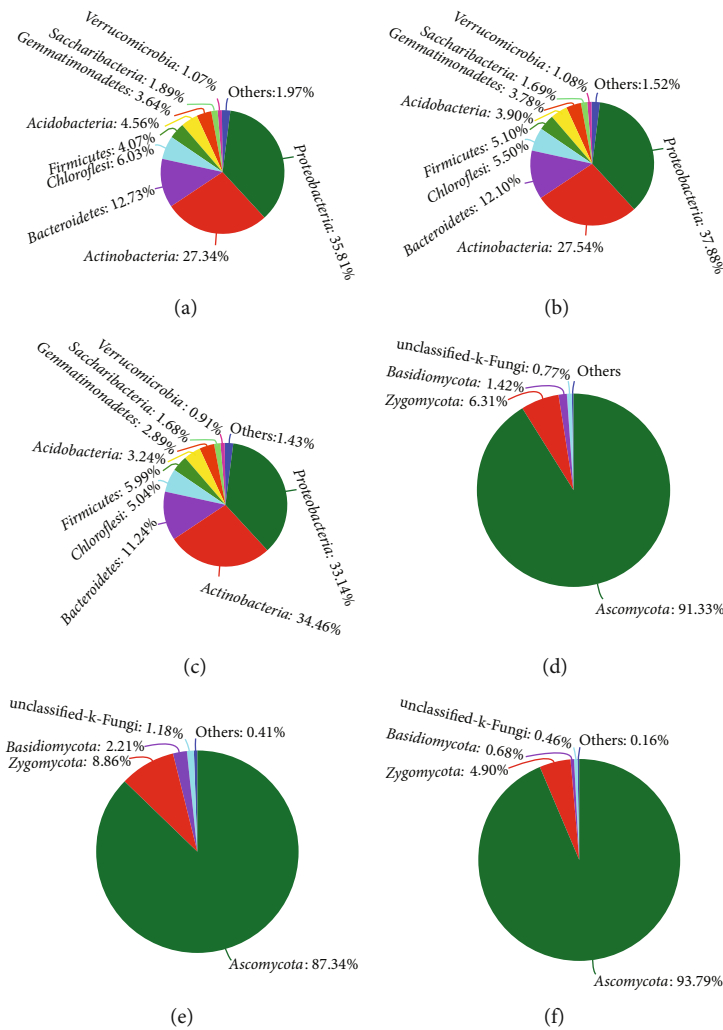 Verrucomicrobia: 1.07%
Saccharibacteria: 1.89%
Gemmatimonadetes: 3.64%
Others:1.97%
Acidobacteria: 4.56%
Firmicutes: 4.07%
Chloroflesi: 6.03%
Bacteroidetes: 12.73%
Proteobacteria: 35.81%
Actinobacteria: 27.34%
(a)
Verrucomicrobia: 1.08%
Saccharibacteria: 1.69%
Gemmatimonadetes: 3.78%
Others:1.52%
Acidobacteria: 3.90%
Firmicutes: 5.10%
Chloroflesi: 5.50%
Bacteroidetes: 12.10%
Proteobacteria: 37.88%
Actinobacteria: 27.54%
(b)
Verrucomicrobia: 0.91%
Saccharibacteria: 1.68%
Gemmatimonadetes: 2.89%
Others:1.43%
Acidobacteria: 3.24%
Firmicutes: 5.99%
Chloroflesi: 5.04%
Bacteroidetes: 11.24%
Proteobacteria: 33.14%
Actinobacteria: 34.46%
(c)
unclassified-k-Fungi: 0.77%
Others
Basidiomycota: 1.42%
Zygomycota: 6.31%
Ascomycota: 91.33%
(d)
unclassified-k-Fungi: 1.18%
Others: 0.41%
Basidiomycota: 2.21%
Zygomycota: 8.86%
Ascomycota: 87.34%
(e)
unclassified-k-Fungi: 0.46%
Others: 0.16%
Basidiomycota: 0.68%
Zygomycota: 4.90%
Ascomycota: 93.79%
(f)